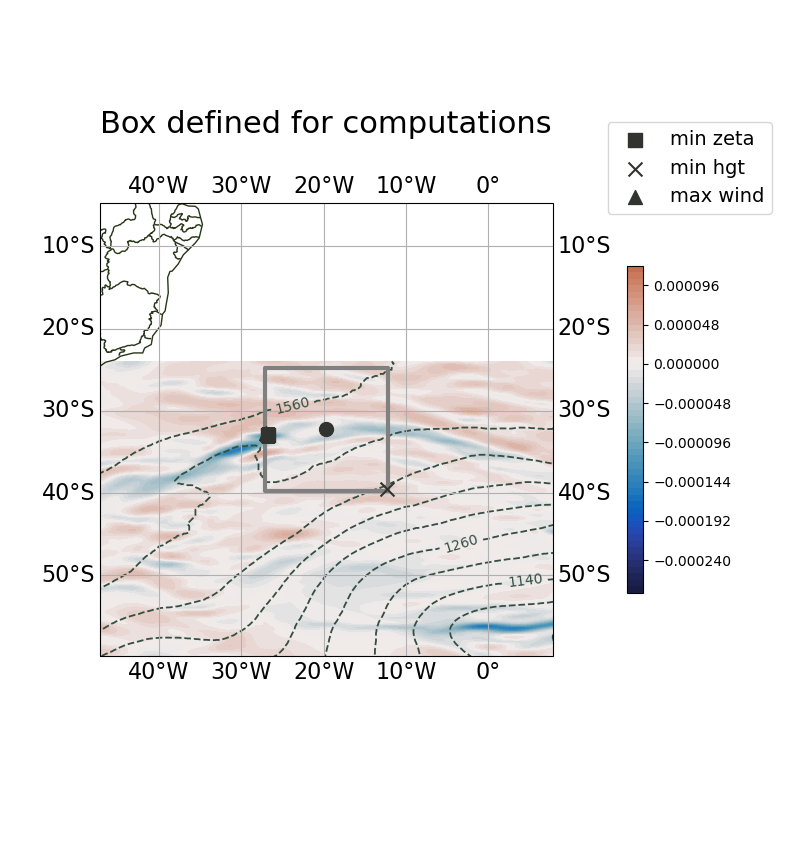 Box defined for computations
min zeta
min hgt
max wind
40°W 30°W 20°W 10°W 0°
10°S 10°S
20°S 20°S
30°S 30°S
40°S 40°S
50°S 50°S
1560
1260
1140
40°W 30°W 20°W 10°W 0°
0.000096
0.000048
0.000000
−0.000048
−0.000096
−0.000144
−0.000192
−0.000240